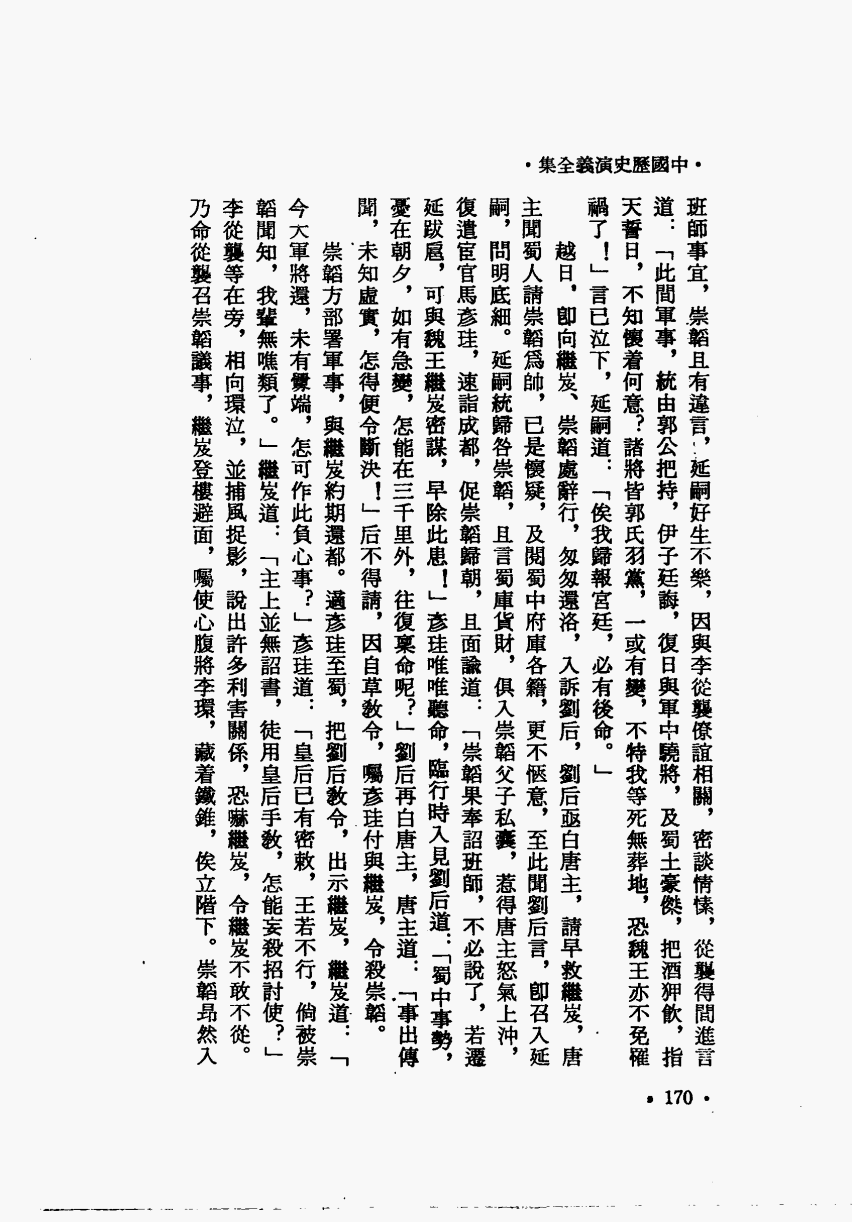 ·中國歷史演義全集·
班師事宜，崇韜且有違言，延嗣好生不樂，因與李從襲僚誼相關，密談情愫，從襲得間進言
道：「此間軍事，統由郭公把持，伊子廷誨，復日與軍中驍將，及蜀土豪傑，把酒狎飲，指
天誓日，不知懷着何意？諸將皆郭氏羽黨，一或有變，不特我等死無葬地，恐魏王亦不免罹
禍了！」言已泣下，延嗣道：「俟我歸報宮廷，必有後命。」
越日，卽向繼岌、崇韜處辭行，匆匆還洛，入訴劉后，劉后亟白唐主，請早救繼岌，唐
主聞蜀人請崇韜爲帥，已是懷疑，及閱蜀中府庫各籍，更不愜意，至此聞劉后言，卽召入延
嗣，問明底細。延嗣統歸咎崇韜，且言蜀庫貨財，俱入崇韜父子私囊，惹得唐主怒氣上沖，
復遣宦官馬彥珪，速詣成都，促崇韜歸朝，且面諭道：「崇韜果奉詔班師，不必說了，若遷
延跋扈，可與魏王繼岌密謀，早除此患！」彥珪唯唯聽命，臨行時入見劉后道：「蜀中事勢，
憂在朝夕，如有急變，怎能在三千里外，往復稟命呢？」劉后再白唐主，唐主道：「事出傳
聞，未知虛實，怎得便令斷決！」后不得請，因自草敎令，囑彥珪付與繼岌，令殺崇韜。
崇韜方部署軍事，與繼岌約期還都。適彥珪至蜀，把劉后敎令，出示繼岌，繼岌道：「
今大軍將還，未有釁端，怎可作此負心事？」彥珪道：「皇后已有密敕，王若不行，倘被崇
韜聞知，我輩無噍類了。」繼岌道：「主上並無詔書，徒用皇后手敎，怎能妄殺招討使？」
李從襲等在旁，相向環泣，並捕風捉影，說出許多利害關係，恐嚇繼岌，令繼岌不敢不從。
乃命從襲召崇韜議事，繼岌登樓避面，囑使心腹將李環，藏着鐵錐，俟立階下。崇韜昂然入
·170·